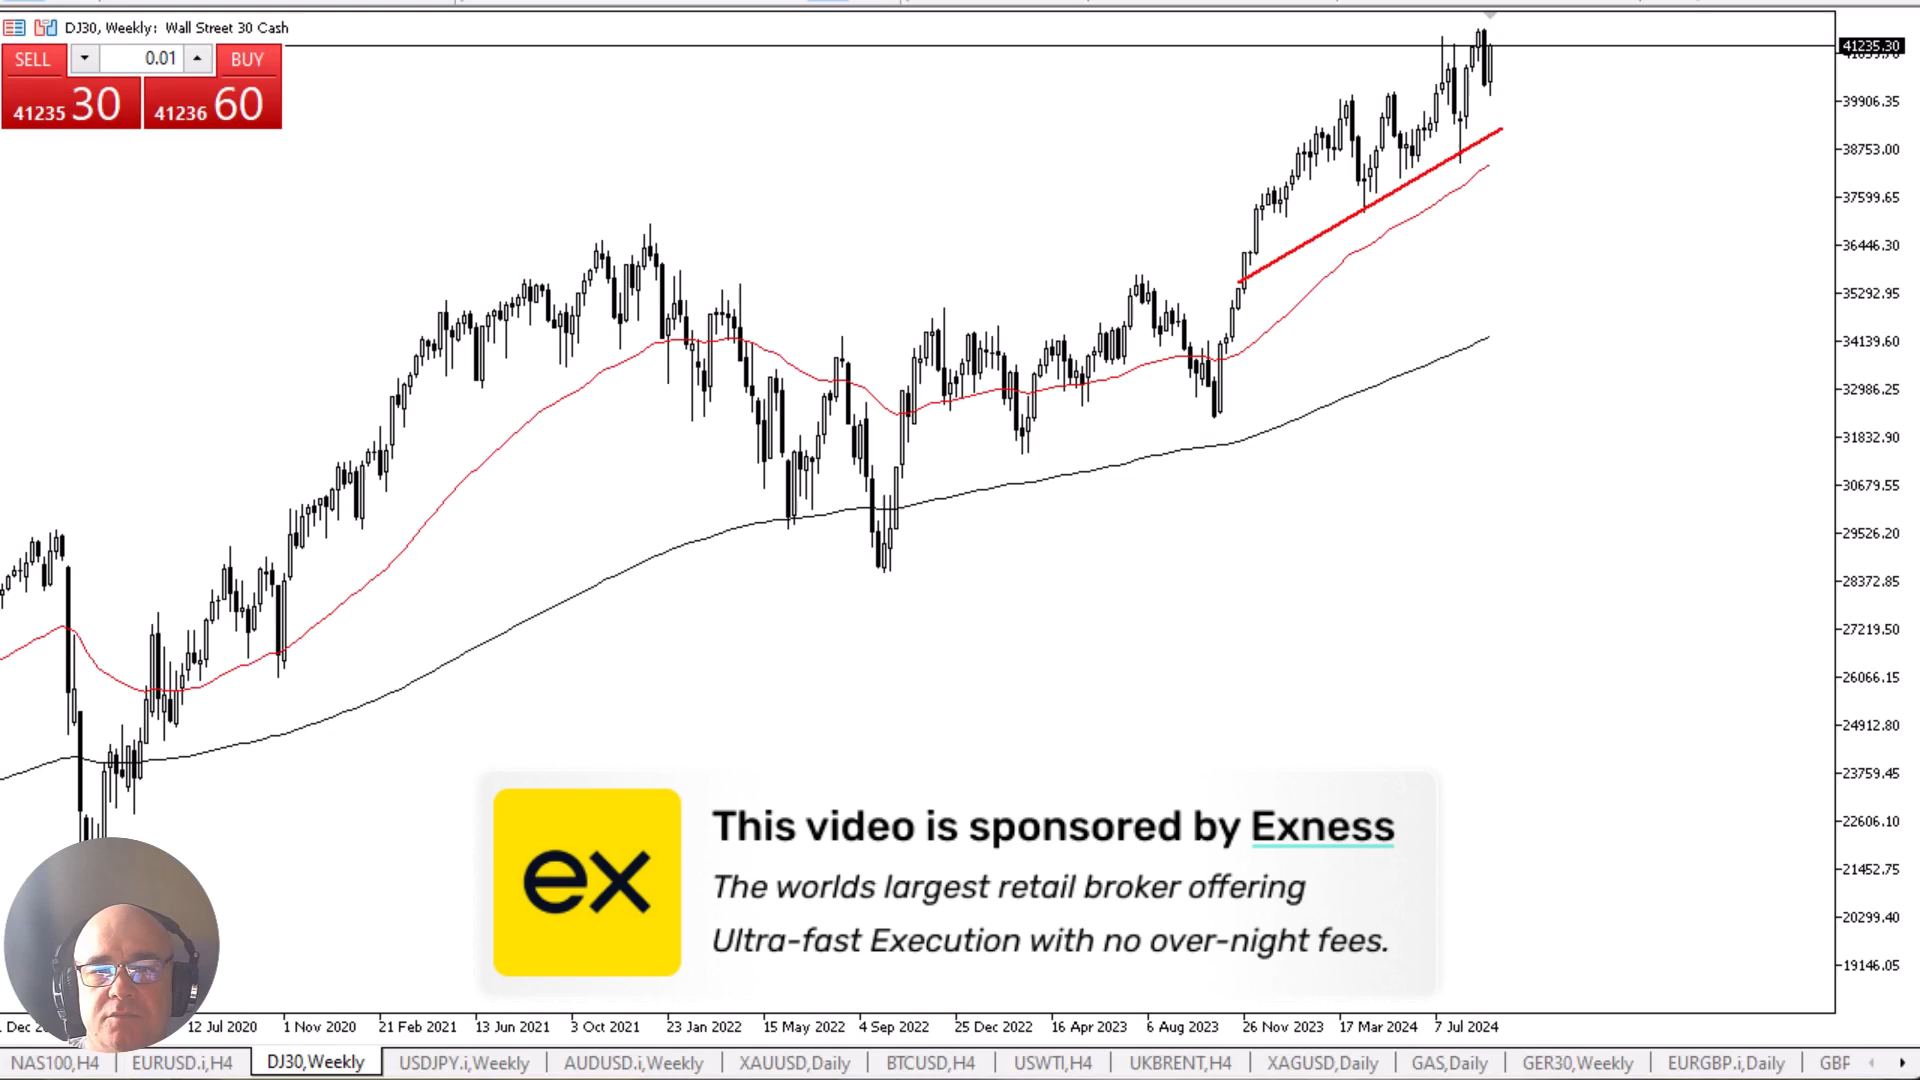 DJ30, Weekly: Wall Street 30 Cash
SELL
0.01
BUY
41235 30
41236 60
41235.30
39906.35
38753.00
37599.65
36446.30
35292.95
34139.60
32986.25
31832.90
30679.55
29526.20
28372.85
27219.50
26066.15
24912.80
23759.45
22606.10
21452.75
20299.40
19146.05
ex
This video is sponsored by Exness
The worlds largest retail broker offering
Ultra-fast Execution with no over-night fees.
Dec 12 Jul 2020 1 Nov 2020 21 Feb 2021 13 Jun 2021 3 Oct 2021 23 Jan 2022 15 May 2022 4 Sep 2022 25 Dec 2022 16 Apr 2023 6 Aug 2023 26 Nov 2023 17 Mar 2024 7 Jul 2024
NAS100,H4 EURUSD.i,H4 DJ30,Weekly USDJPY.i,Weekly AUDUSD.i,Weekly XAUUSD,Daily BTCUSD,H4 USWTI,H4 UKBRENT,H4 XAGUSD,Daily GAS,Daily GER30,Weekly EURGBP.i,Daily GBP